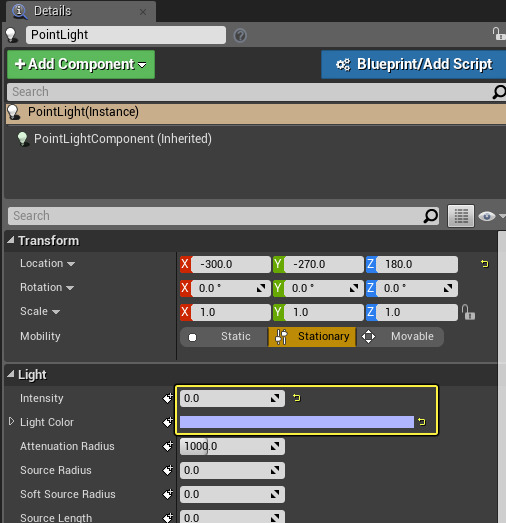 Details
PointLight
+Add Component
Blueprint/Add Script
Search
PointLight(Instance)
PointLightComponent (Inherited)
Search
Transform
Location X -300.0 Y -270.0 Z 180.0
Rotation X 0.0 ° Y 0.0 ° Z 0.0 °
Scale X 1.0 Y 1.0 Z 1.0
Mobility Static Stationary Movable
Light
Intensity 0.0
Light Color
Attenuation Radius 1000.0
Source Radius 0.0
Soft Source Radius 0.0
Source Length 0.0